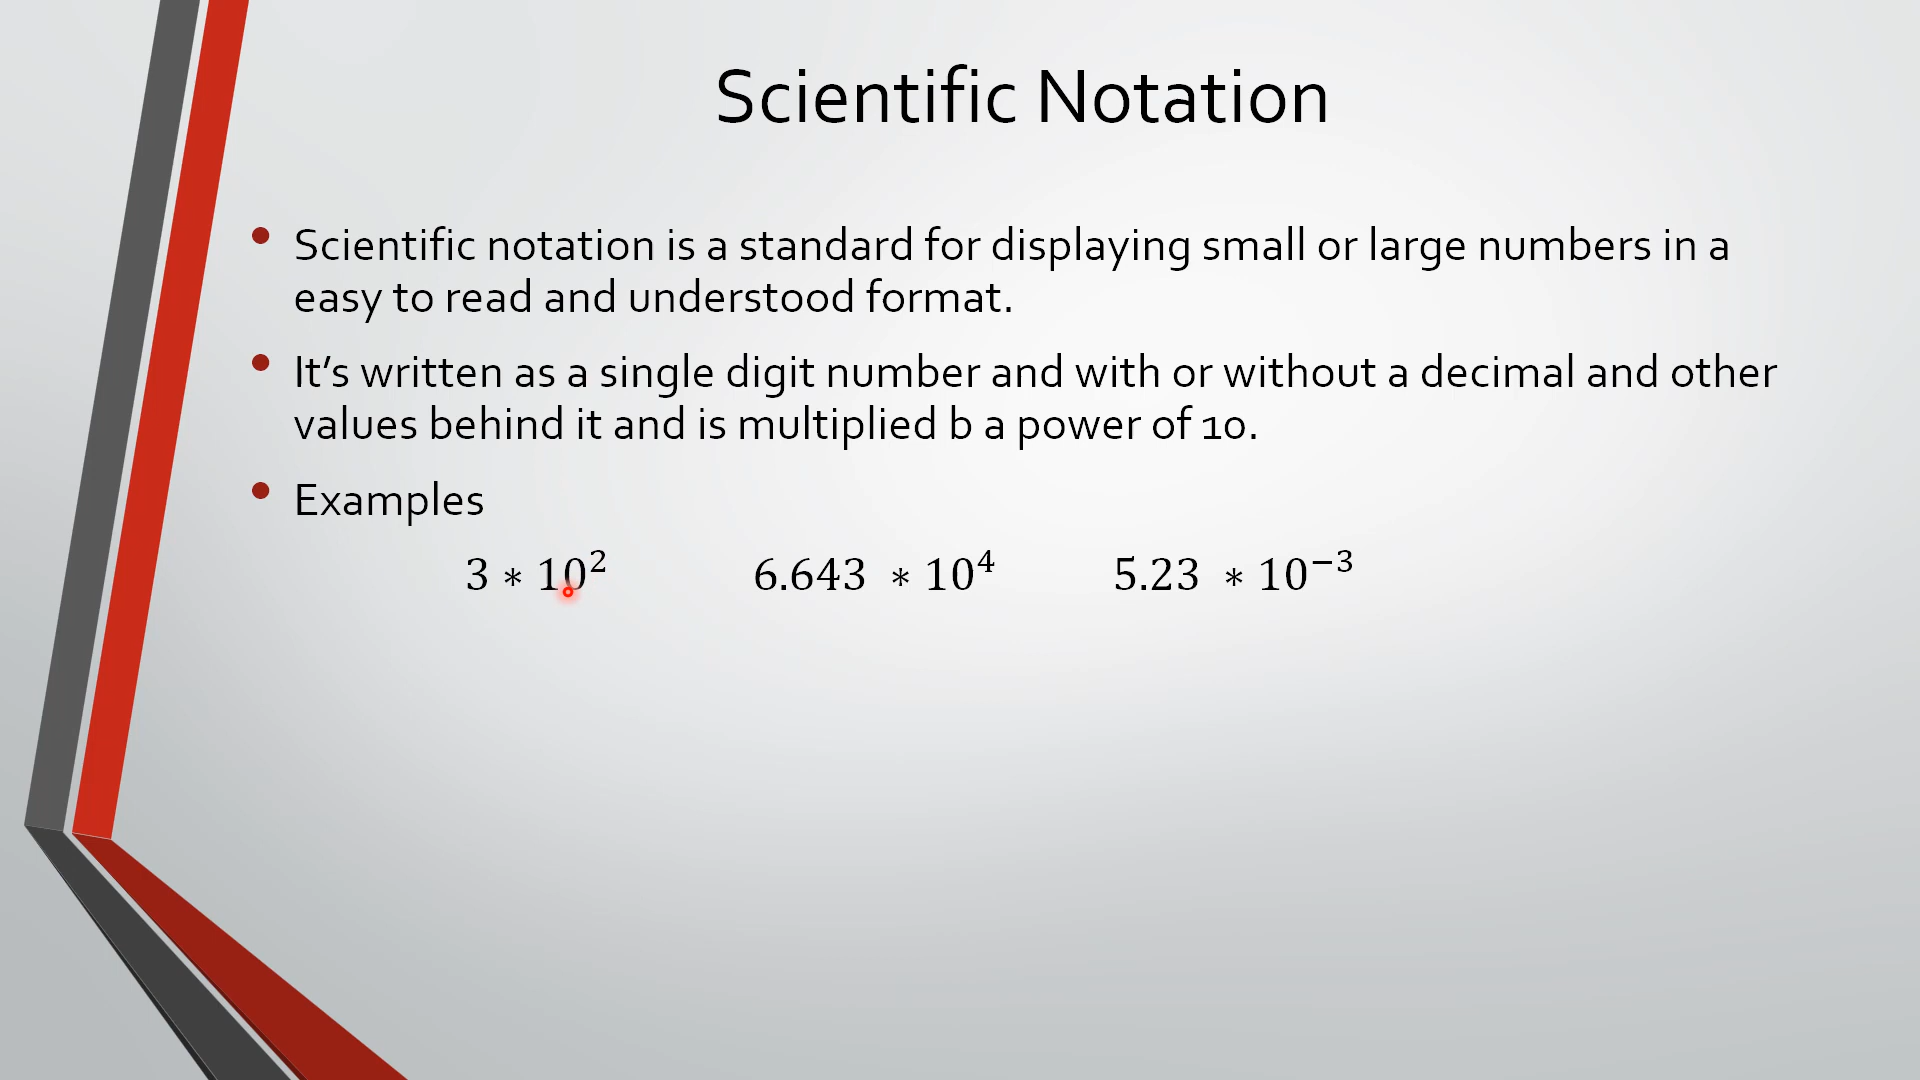 Scientific Notation
Scientific notation is a standard for displaying small or large numbers in a
easy to read and understood format.
It’s written as a single digit number and with or without a decimal and other
values behind it and is multiplied b a power of 10.
Examples
3 ∗ 10² 6.643 ∗ 10⁴ 5.23 ∗ 10⁻³